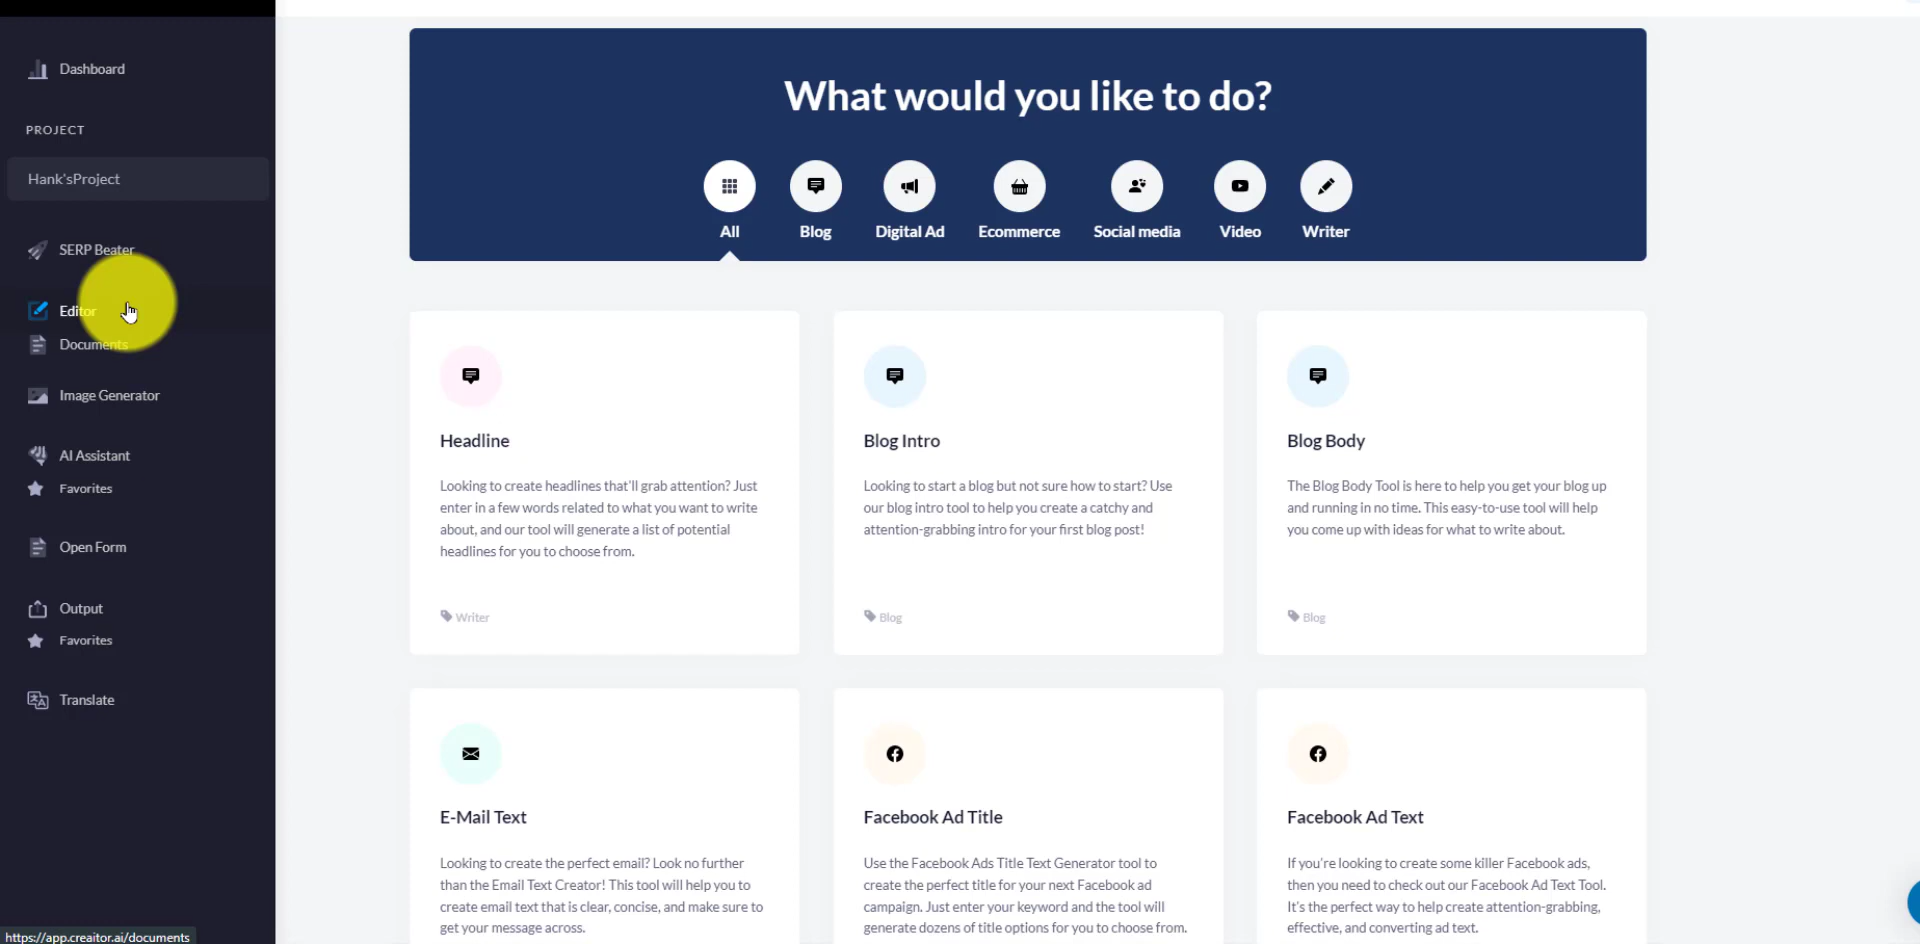 Dashboard
PROJECT
Hank'sProject
SERP Beater
Editor
Documents
Image Generator
AI Assistant
Favorites
Open Form
Output
Favorites
Translate
https://app.creaitor.ai/documents
What would you like to do?
All
Blog
Digital Ad
Ecommerce
Social media
Video
Writer
Headline
Looking to create headlines that'll grab attention? Just
enter in a few words related to what you want to write
about, and our tool will generate a list of potential
headlines for you to choose from.
Writer
Blog Intro
Looking to start a blog but not sure how to start? Use
our blog intro tool to help you create a catchy and
attention-grabbing intro for your first blog post!
Blog
Blog Body
The Blog Body Tool is here to help you get your blog up
and running in no time. This easy-to-use tool will help
you come up with ideas for what to write about.
Blog
E-Mail Text
Looking to create the perfect email? Look no further
than the Email Text Creator! This tool will help you to
create email text that is clear, concise, and make sure to
get your message across.
Facebook Ad Title
Use the Facebook Ads Title Text Generator tool to
create the perfect title for your next Facebook ad
campaign. Just enter your keyword and the tool will
generate dozens of title options for you to choose from.
Facebook Ad Text
If you're looking to create some killer Facebook ads,
then you need to check out our Facebook Ad Text Tool.
It's the perfect way to help create attention-grabbing,
effective, and converting ad text.